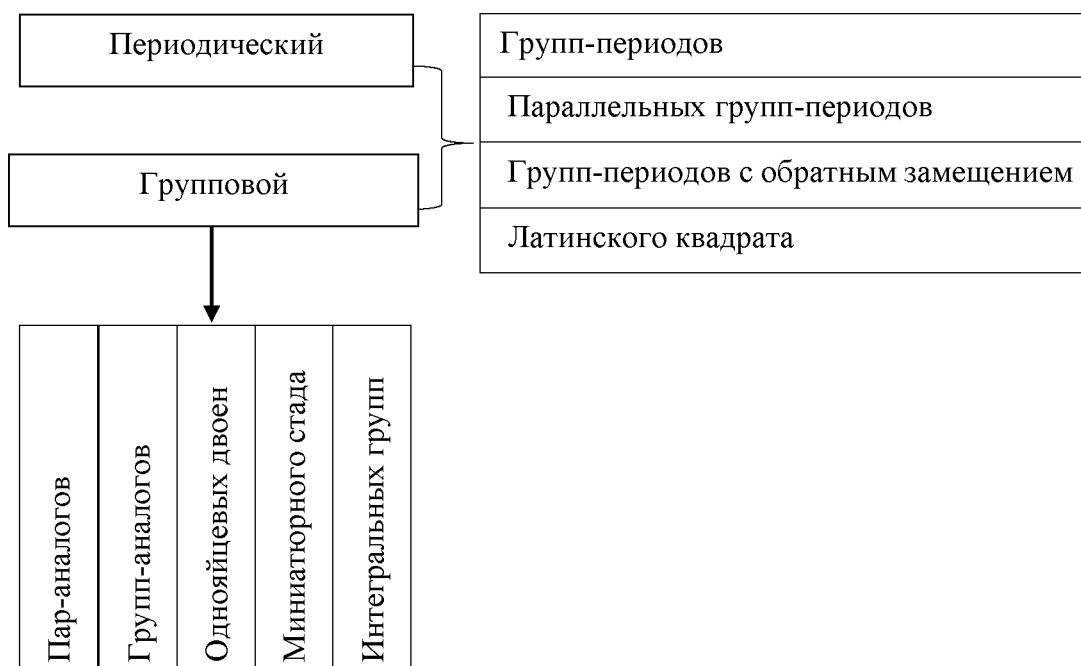 Периодический
Групп-периодов
Параллельных групп-периодов
Групповой
Групп-периодов с обратным замещением
Латинского квадрата
Пар-аналогов
Групп-аналогов
Однояйцевых двоен
Миниатюрного стада
Интегральных групп